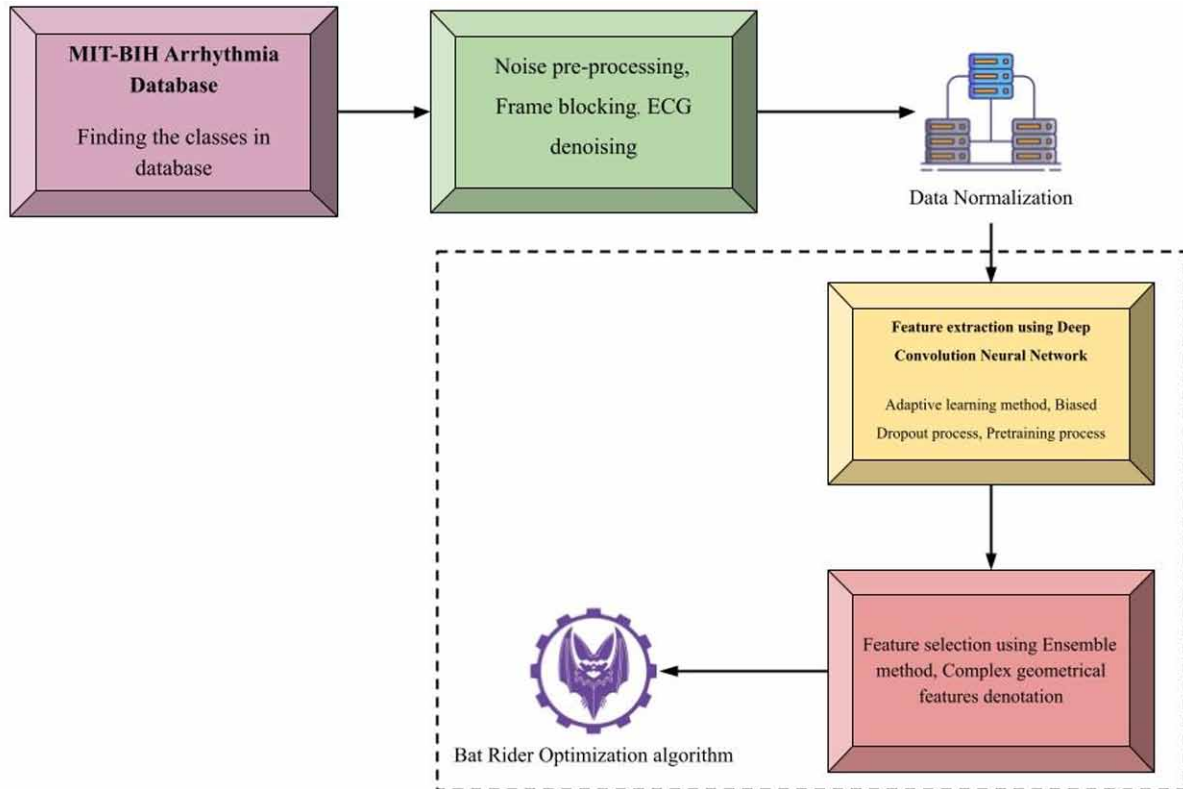 MIT-BIH Arrhythmia
Database
Finding the classes in
database
Noise pre-processing,
Frame blocking. ECG
denoising
Data Normalization
Feature extraction using Deep
Convolution Neural Network
Adaptive learning method, Biased
Dropout process, Pretraining process
Feature selection using Ensemble
method, Complex geometrical
features denotation
Bat Rider Optimization algorithm